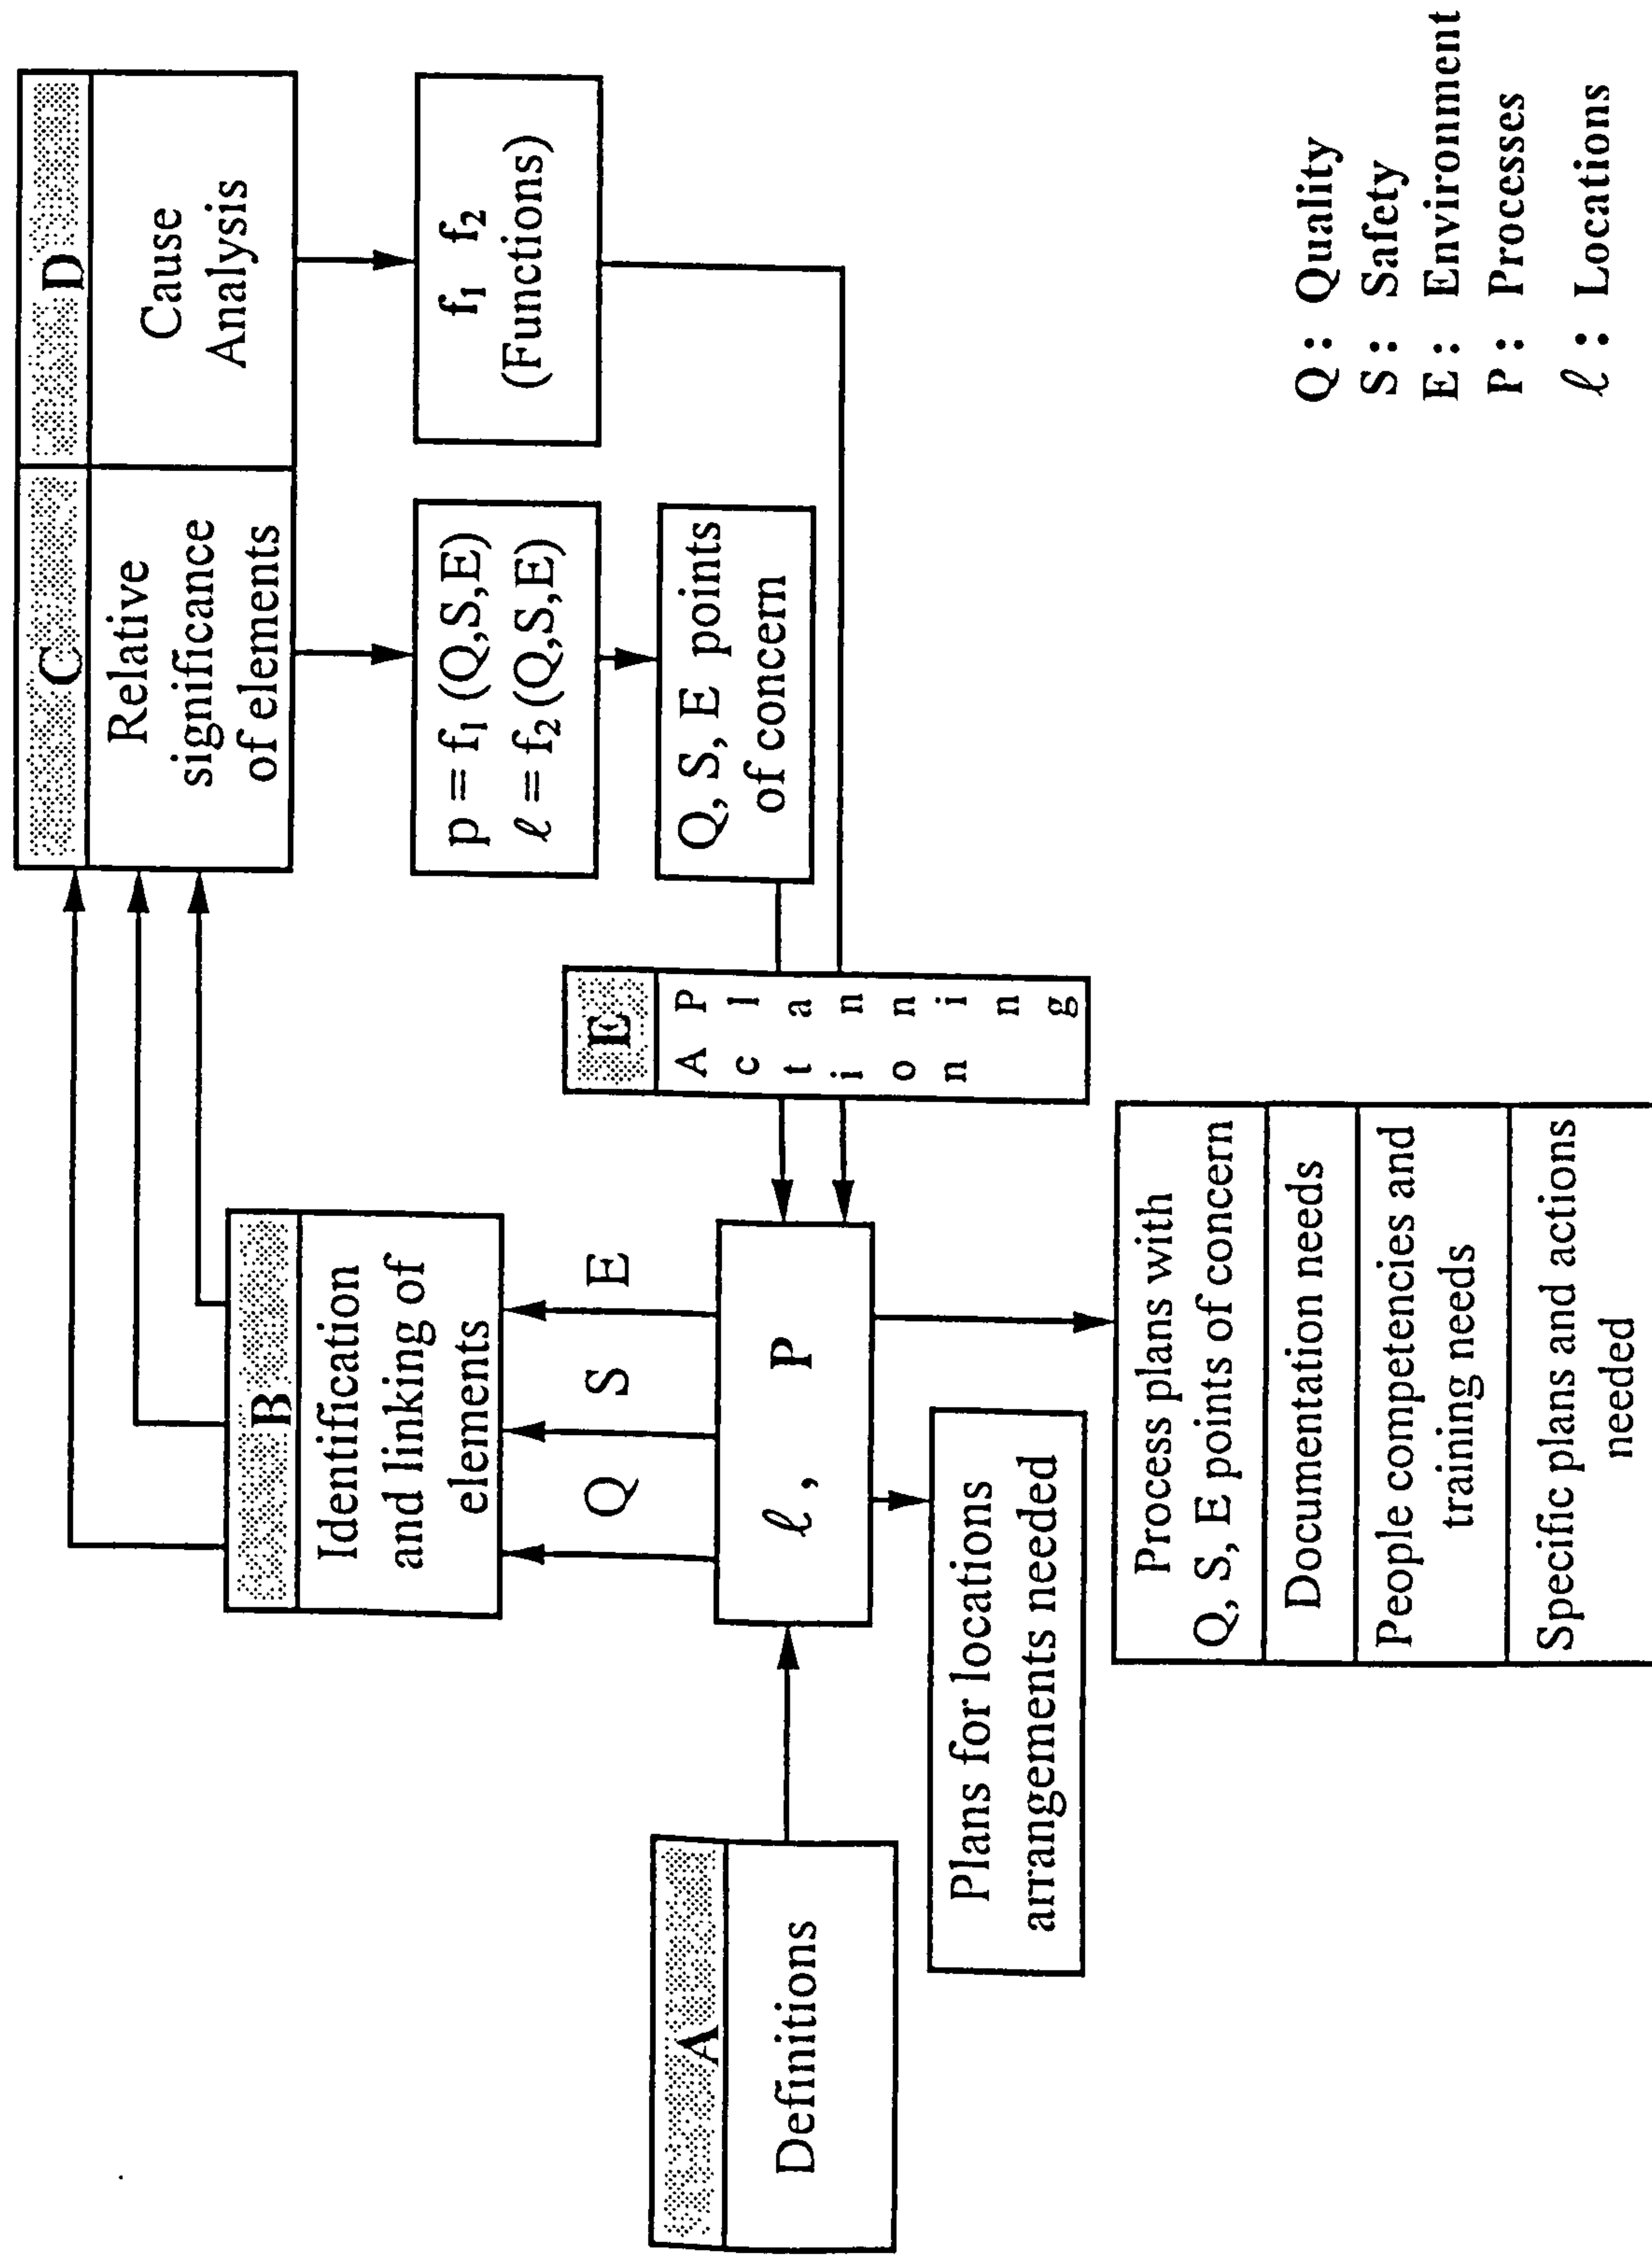 A
Definitions
B
Identification
and linking of
elements
Q S E
ℓ , P
Plans for locations
arrangements needed
Process plans with
Q, S, E points of concern
Documentation needs
People competencies and
training needs
Specific plans and actions
needed
C
Relative
significance
of elements
D
Cause
Analysis
p = f₁ (Q,S,E)
ℓ = f₂ (Q,S,E)
f₁ f₂
(Functions)
Q, S, E points
of concern
E
Action
Planning
Q : Quality
S : Safety
E : Environment
P : Processes
ℓ : Locations